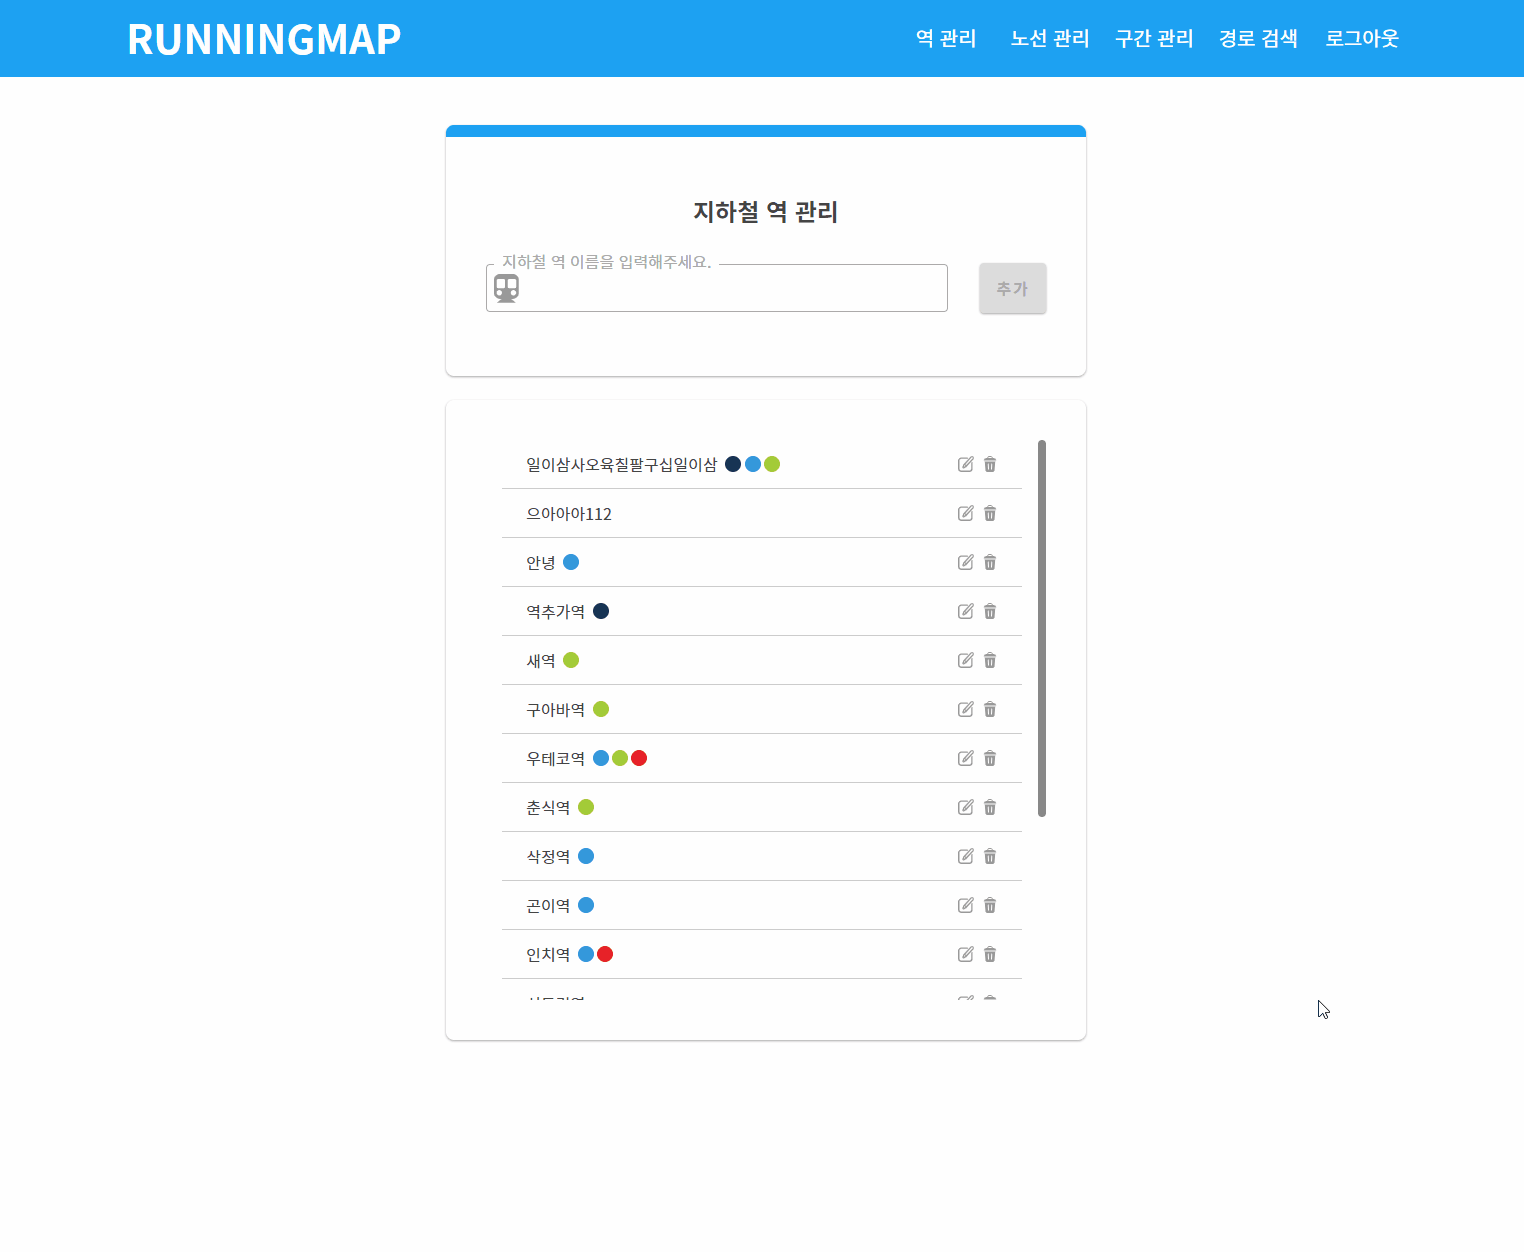 RUNNINGMAP
역 관리 노선 관리 구간 관리 경로 검색 로그아웃
지하철 역 관리
지하철 역 이름을 입력해주세요.
추가
일이삼사오육칠팔구십일이삼
으아아아112
안녕
역추가역
새역
구아바역
우테코역
춘식역
삭정역
곤이역
인치역